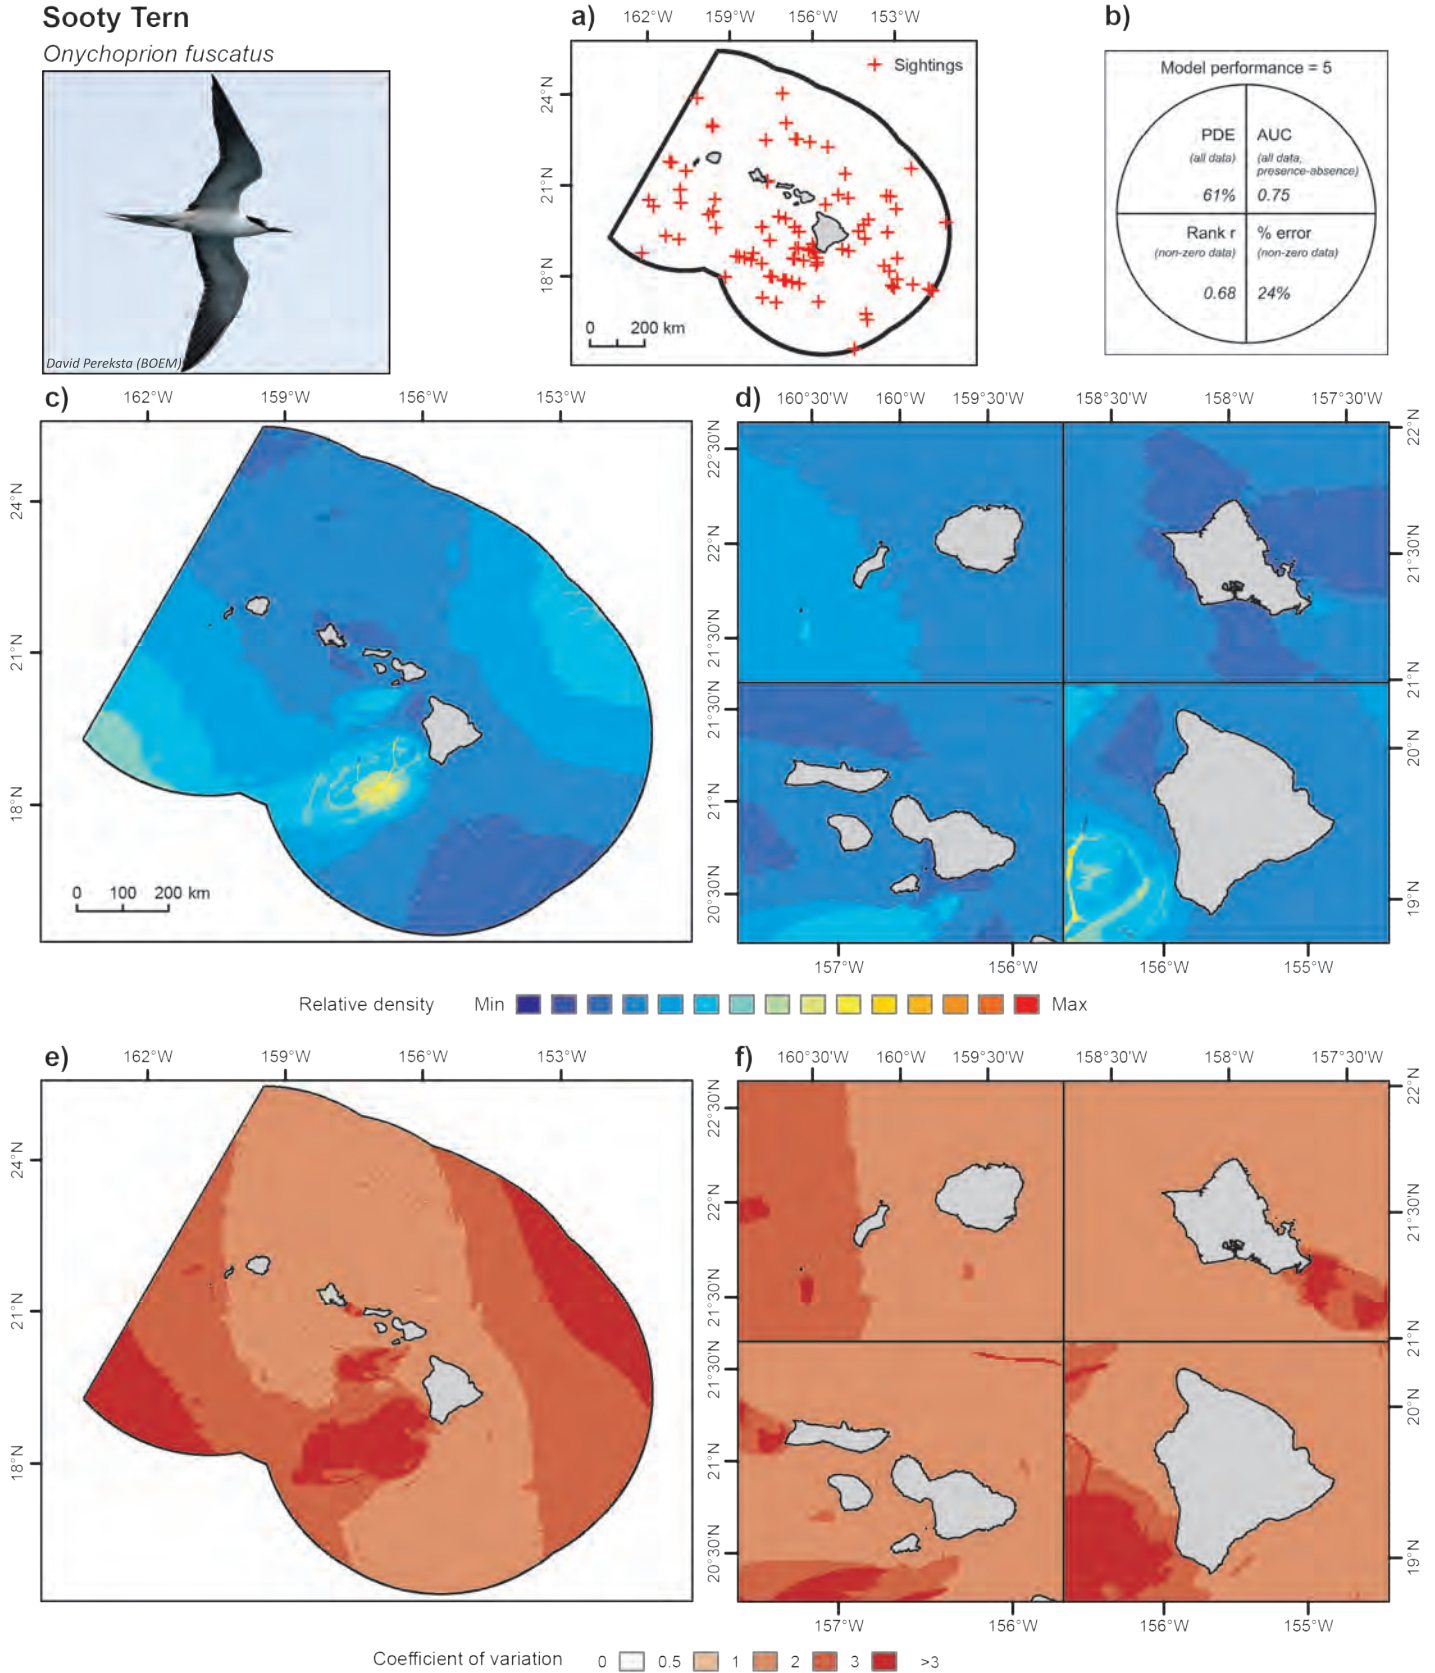 Sooty Tern
Onychoprion fuscatus
David Pereksta (BOEM)
a)
162°W 159°W 156°W 153°W
24°N
21°N
18°N
Sightings
0 200 km
b)
Model performance = 5
PDE
(all data)
61%
AUC
(all data,
presence-absence)
0.75
Rank r
(non-zero data)
0.68
% error
(non-zero data)
24%
c)
162°W 159°W 156°W 153°W
24°N
21°N
18°N
0 100 200 km
d)
160°30'W 160°W 159°30'W 158°30'W 158°W 157°30'W
22°30'N
22°N
21°30'N
22°N
21°30'N
21°N
21°30'N
21°N
20°30'N
20°N
19°N
157°W 156°W 156°W 155°W
Relative density Min Max
e)
162°W 159°W 156°W 153°W
24°N
21°N
18°N
f)
160°30'W 160°W 159°30'W 158°30'W 158°W 157°30'W
22°30'N
22°N
21°30'N
22°N
21°30'N
21°N
21°30'N
21°N
20°30'N
20°N
19°N
157°W 156°W 156°W 155°W
Coefficient of variation 0 0.5 1 2 3 >3